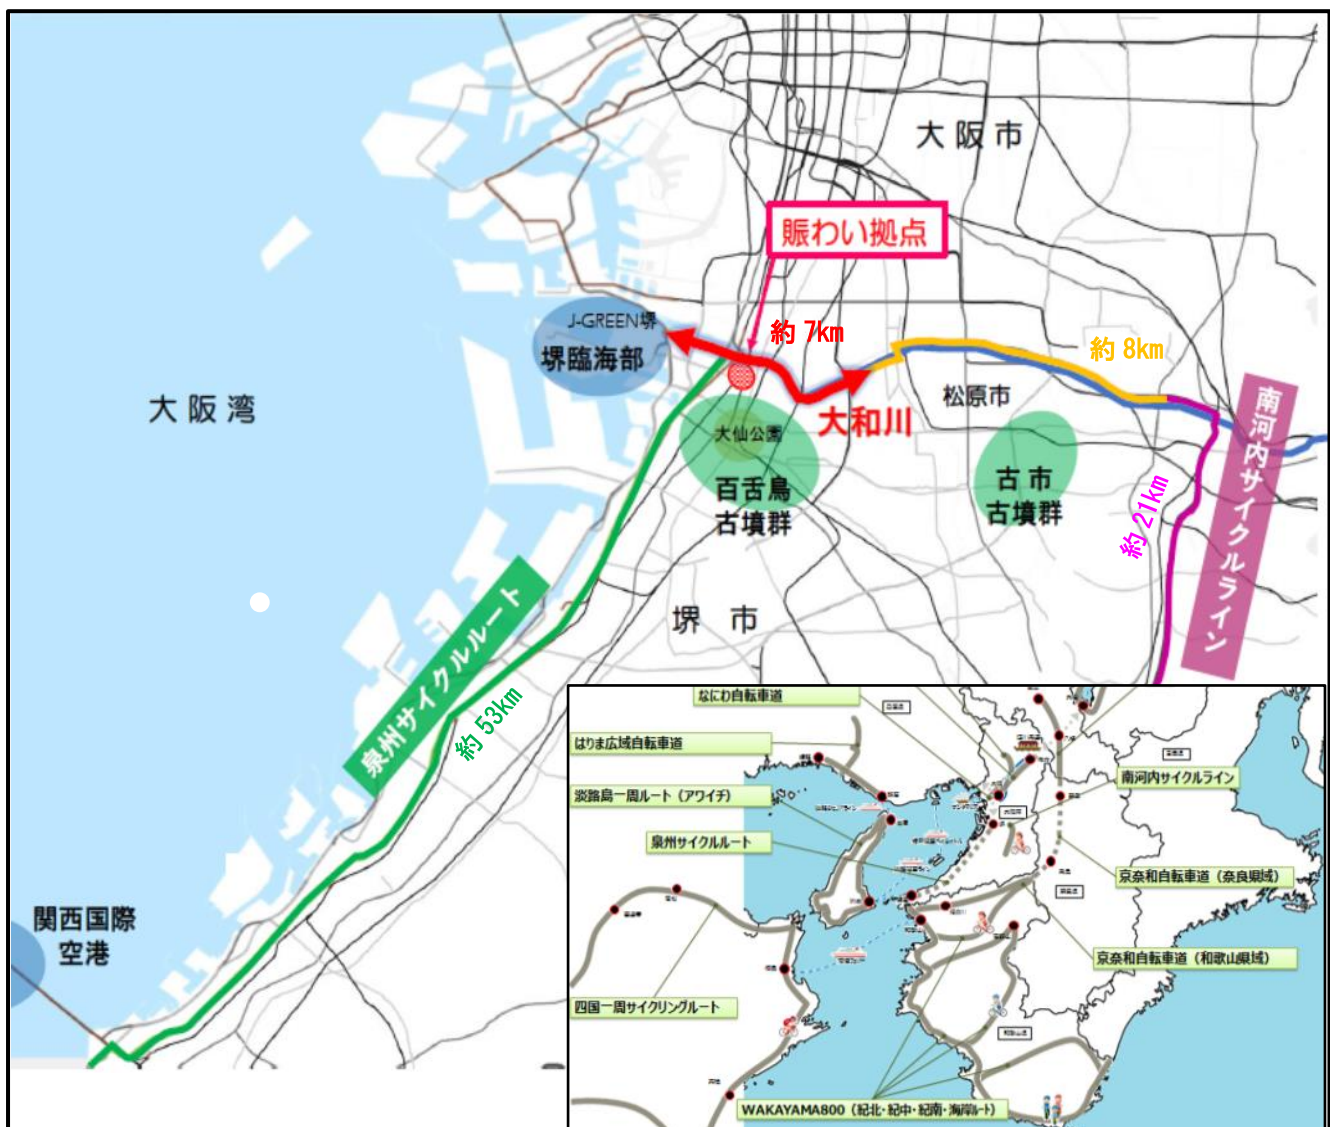 大阪市
賑わい拠点
J-GREEN堺
堺臨海部
約 7km
約 8km
大阪湾
松原市
大和川
大仙公園
百舌鳥
古墳群
古市
古墳群
南河内サイクルライン
約 21km
堺 市
泉州サイクルルート
約 53km
関西国際
空港
なにわ自転車道
はりま広域自転車道
淡路島一周ルート（アワイチ）
南河内サイクルライン
泉州サイクルルート
京奈和自転車道（奈良県域）
京奈和自転車道（和歌山県域）
四国一周サイクリングルート
WAKAYAMA800（紀北・紀中・紀南・海岸ルート）